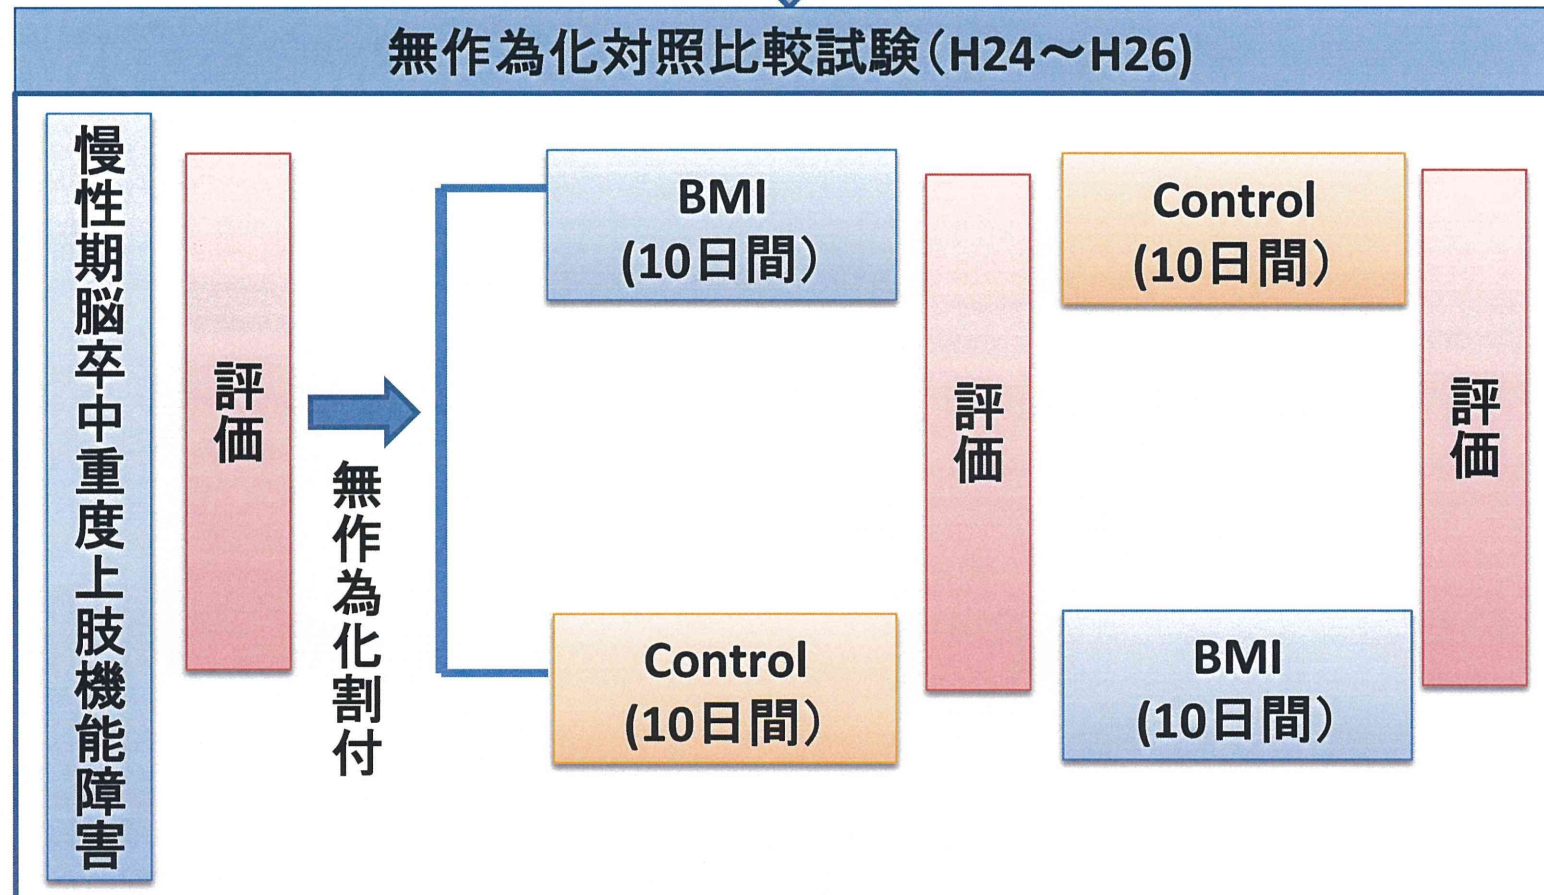 無作為化対照比較試験(H24～H26)
慢性期脳卒中重度上肢機能障害
評価
無作為化割付
BMI
(10日間)
Control
(10日間)
評価
Control
(10日間)
BMI
(10日間)
評価